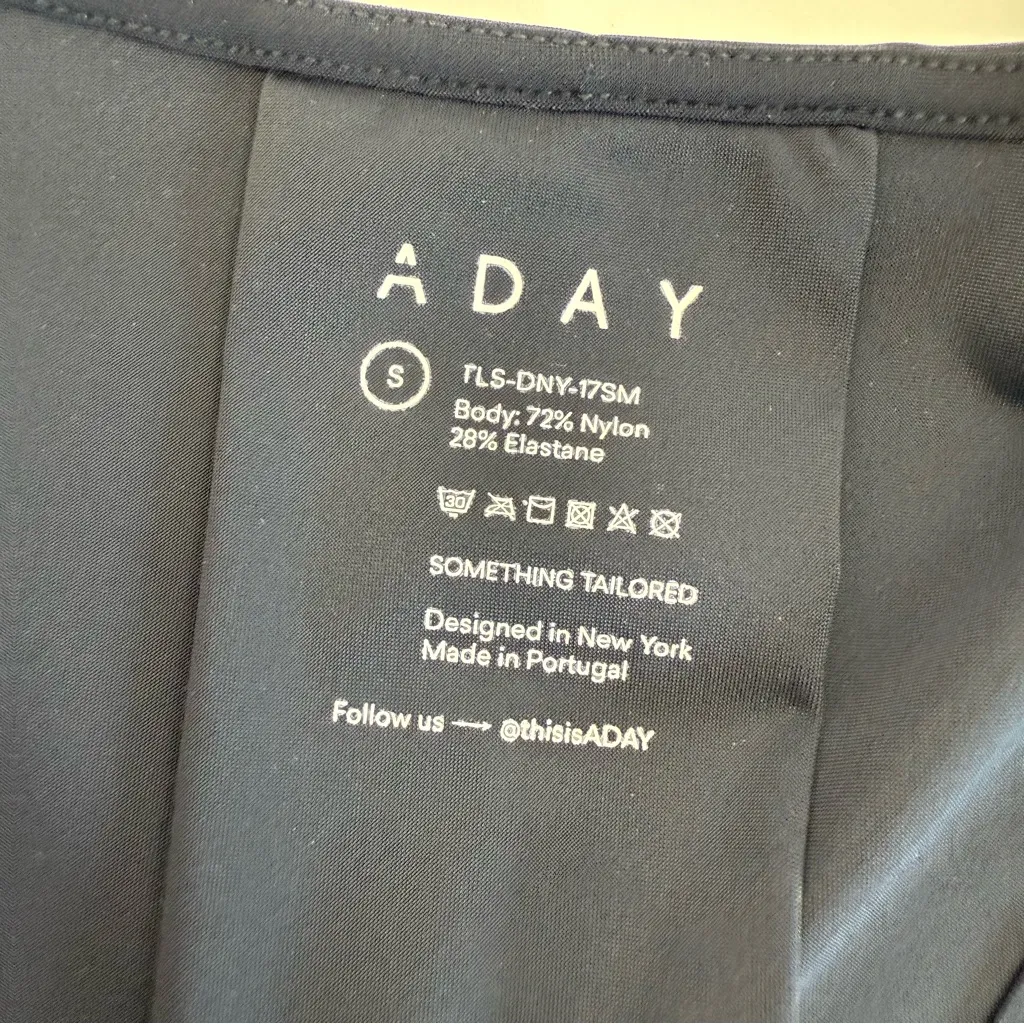 ADAY
S
TLS-DNY-17SM
Body: 72% Nylon
28% Elastane
30
SOMETHING TAILORED
Designed in New York
Made in Portugal
Follow us → @thisisADAY